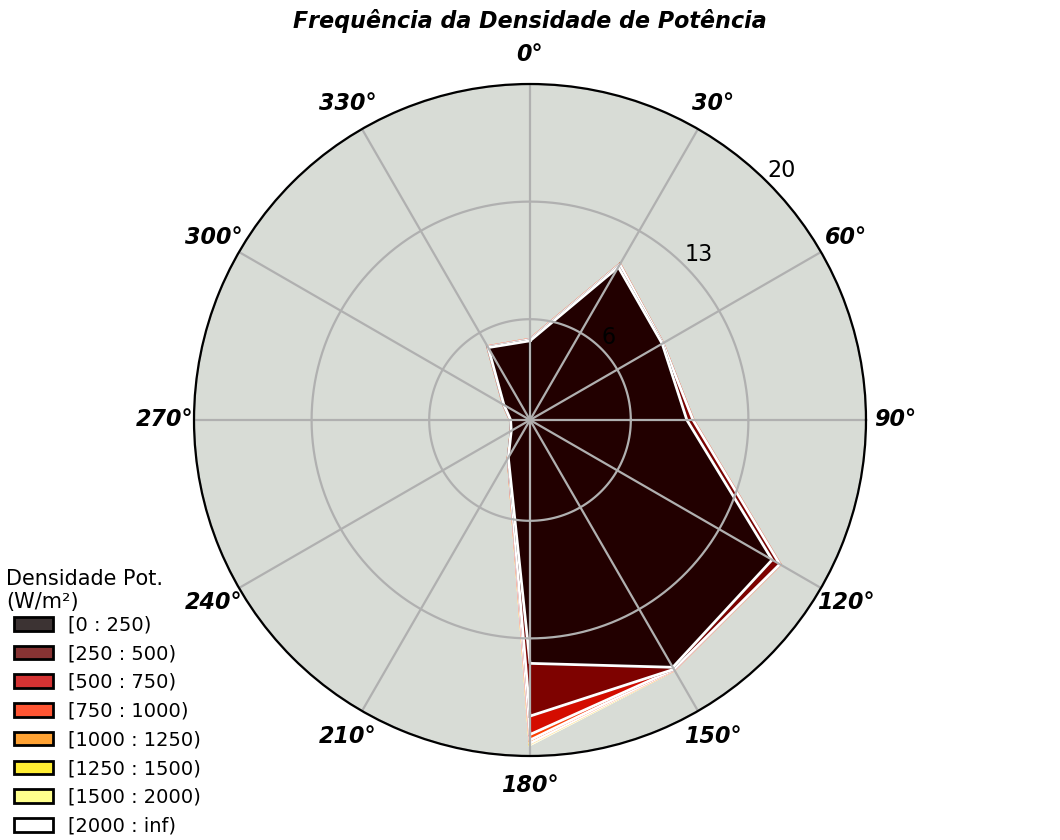 Frequência da Densidade de Potência
0°
330°
30°
20
300°
60°
13
6
270°
90°
240°
120°
210°
150°
180°
Densidade Pot.
(W/m²)
[0 : 250)
[250 : 500)
[500 : 750)
[750 : 1000)
[1000 : 1250)
[1250 : 1500)
[1500 : 2000)
[2000 : inf)